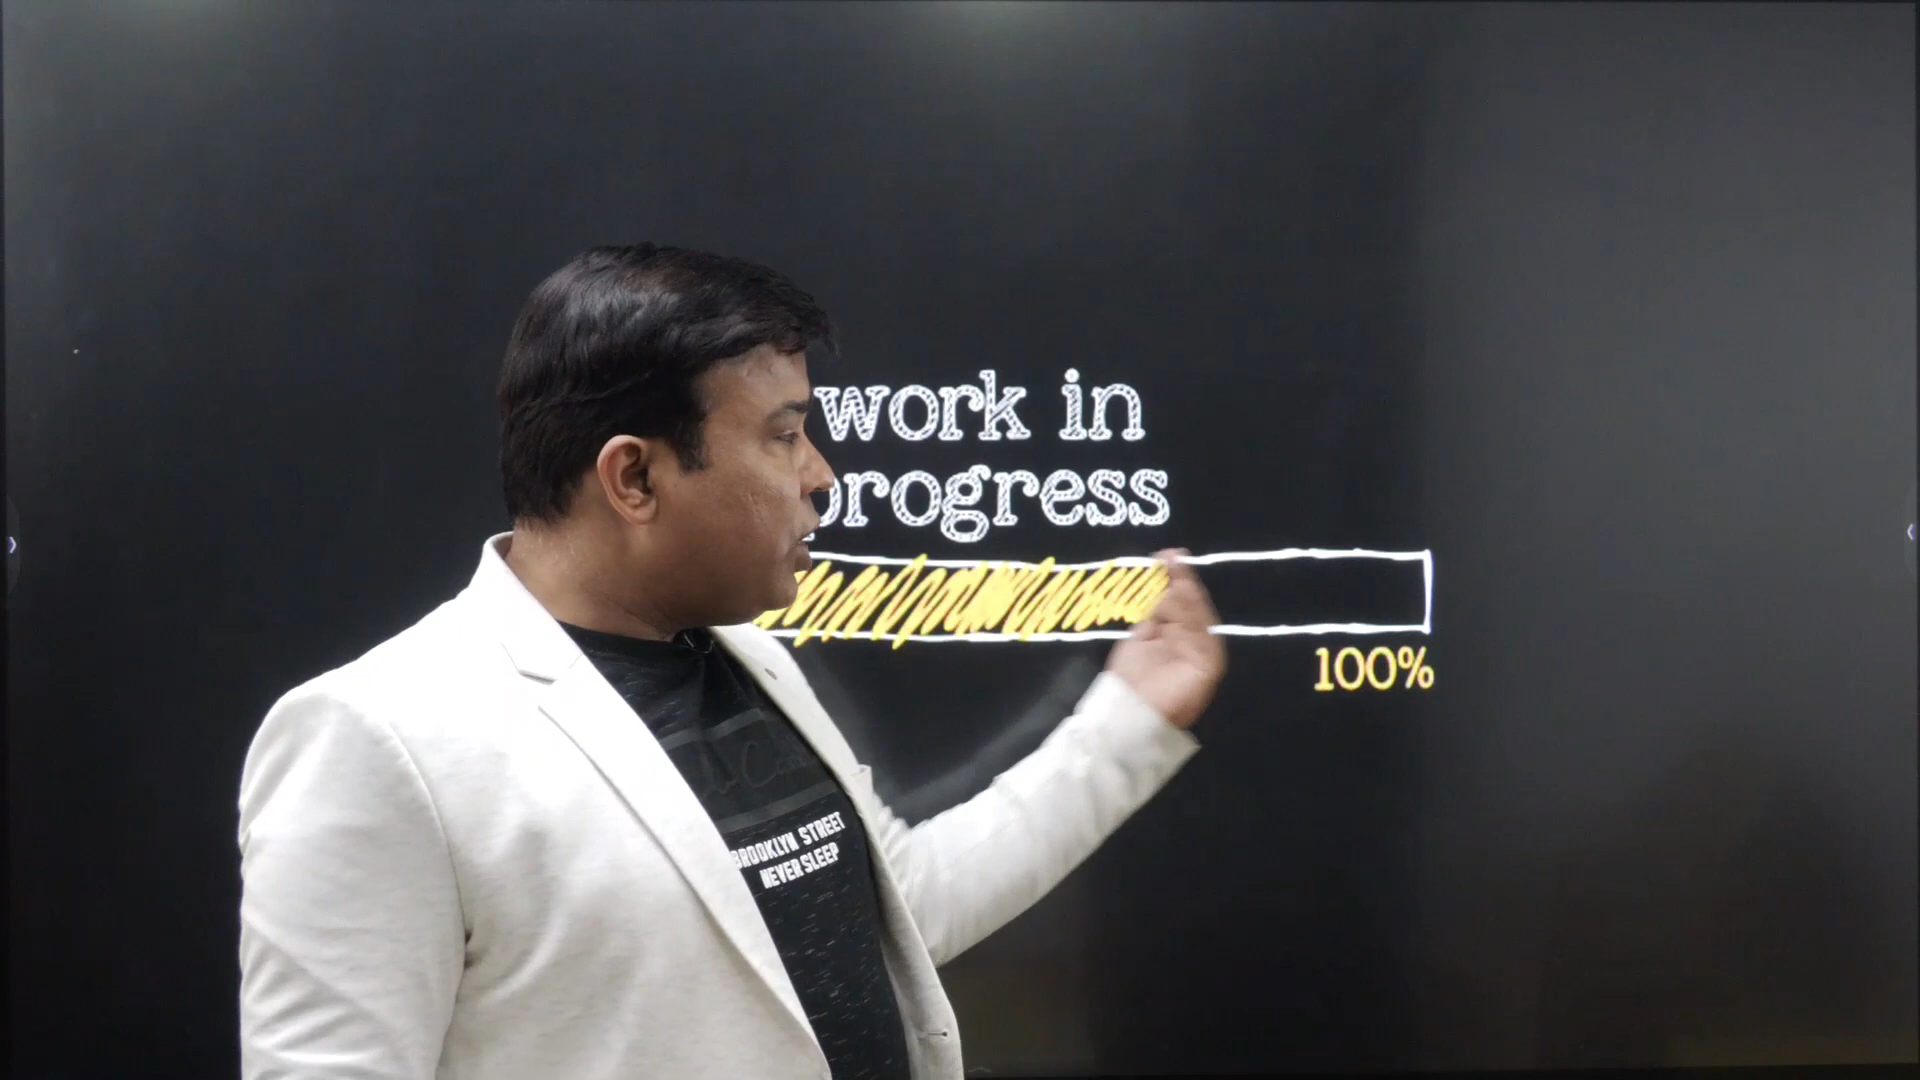 work in
progress
100%
BROOKLYN STREET
NEVER SLEEP